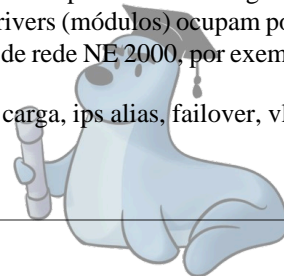 rivers (módulos) ocupam po
de rede NE 2000, por exem
carga, ips alias, failover, vl